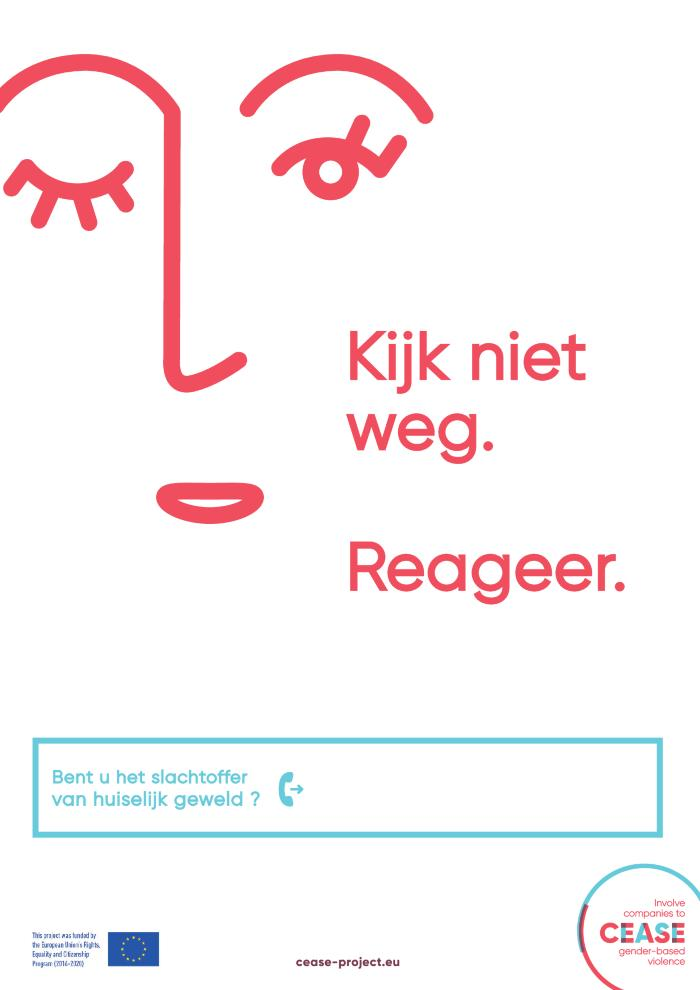 Kijk niet
weg.
Reageer.
Bent u het slachtoffer
van huiselijk geweld ?
This project was funded by
the European Union's Rights,
Equality and Citizenship
Program (2014-2020)
cease-project.eu
Involve
companies to
CEASE
gender-based
violence